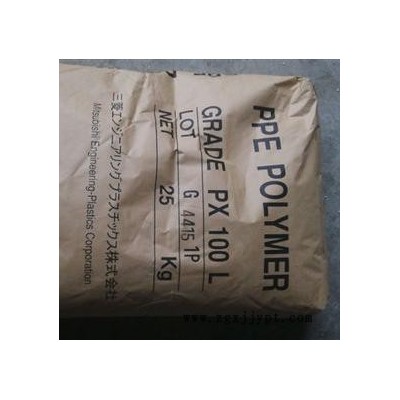 PPE POLYMER
GRADE PX 100 L
LOT G 4415 1P
NET 25 Kg
三菱エンジニアリングプラスチックス株式会社
Mitsubishi Engineering-Plastics Corporation